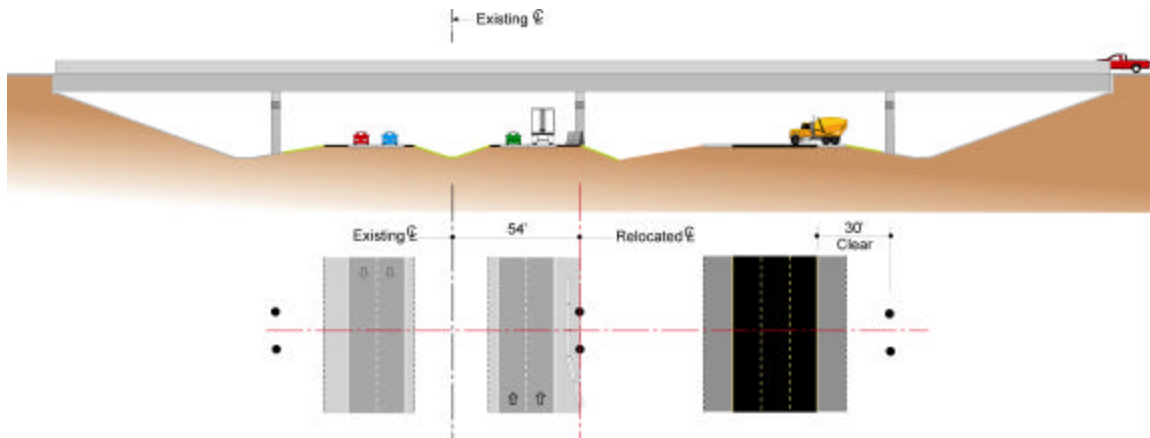 Existing ℄
Existing ℄
54'
Relocated ℄
30'
Clear